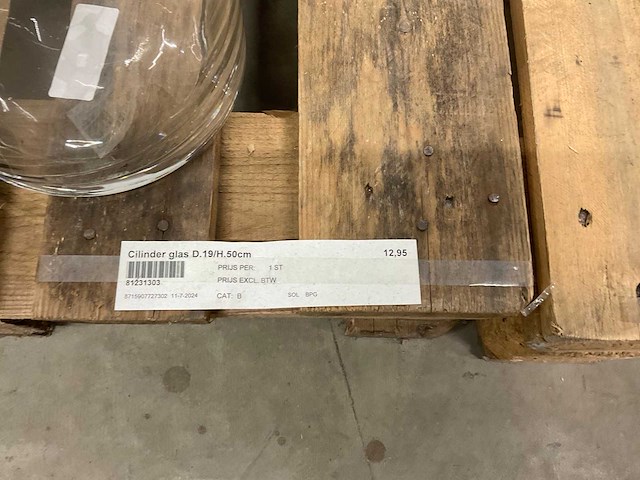 Cilinder glas D.19/H.50cm 12,95
PRIJS PER: 1 ST
PRIJS EXCL. BTW
81231303
8715907727302 11-7-2024 CAT: B SOL BPG